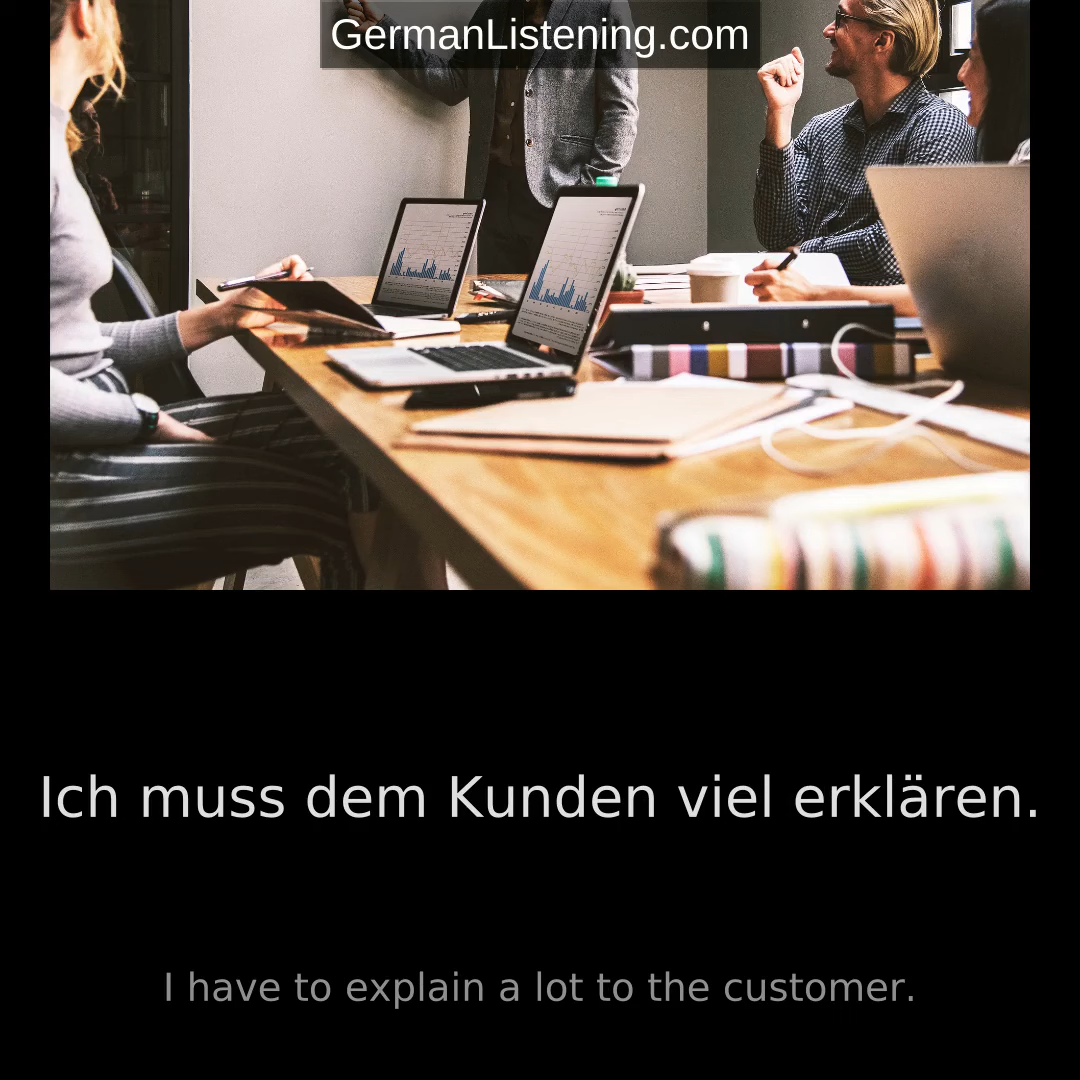 GermanListening.com
Ich muss dem Kunden viel erklären.
I have to explain a lot to the customer.